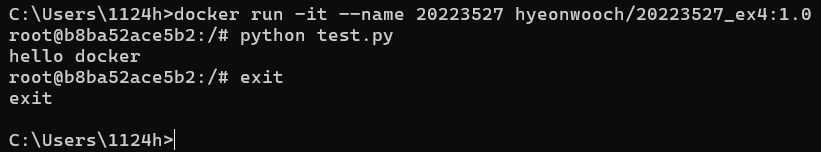 C:\Users\1124h>docker run -it --name 20223527 hyeonwooch/20223527_ex4:1.0
root@b8ba52ace5b2:/# python test.py
hello docker
root@b8ba52ace5b2:/# exit
exit
C:\Users\1124h>